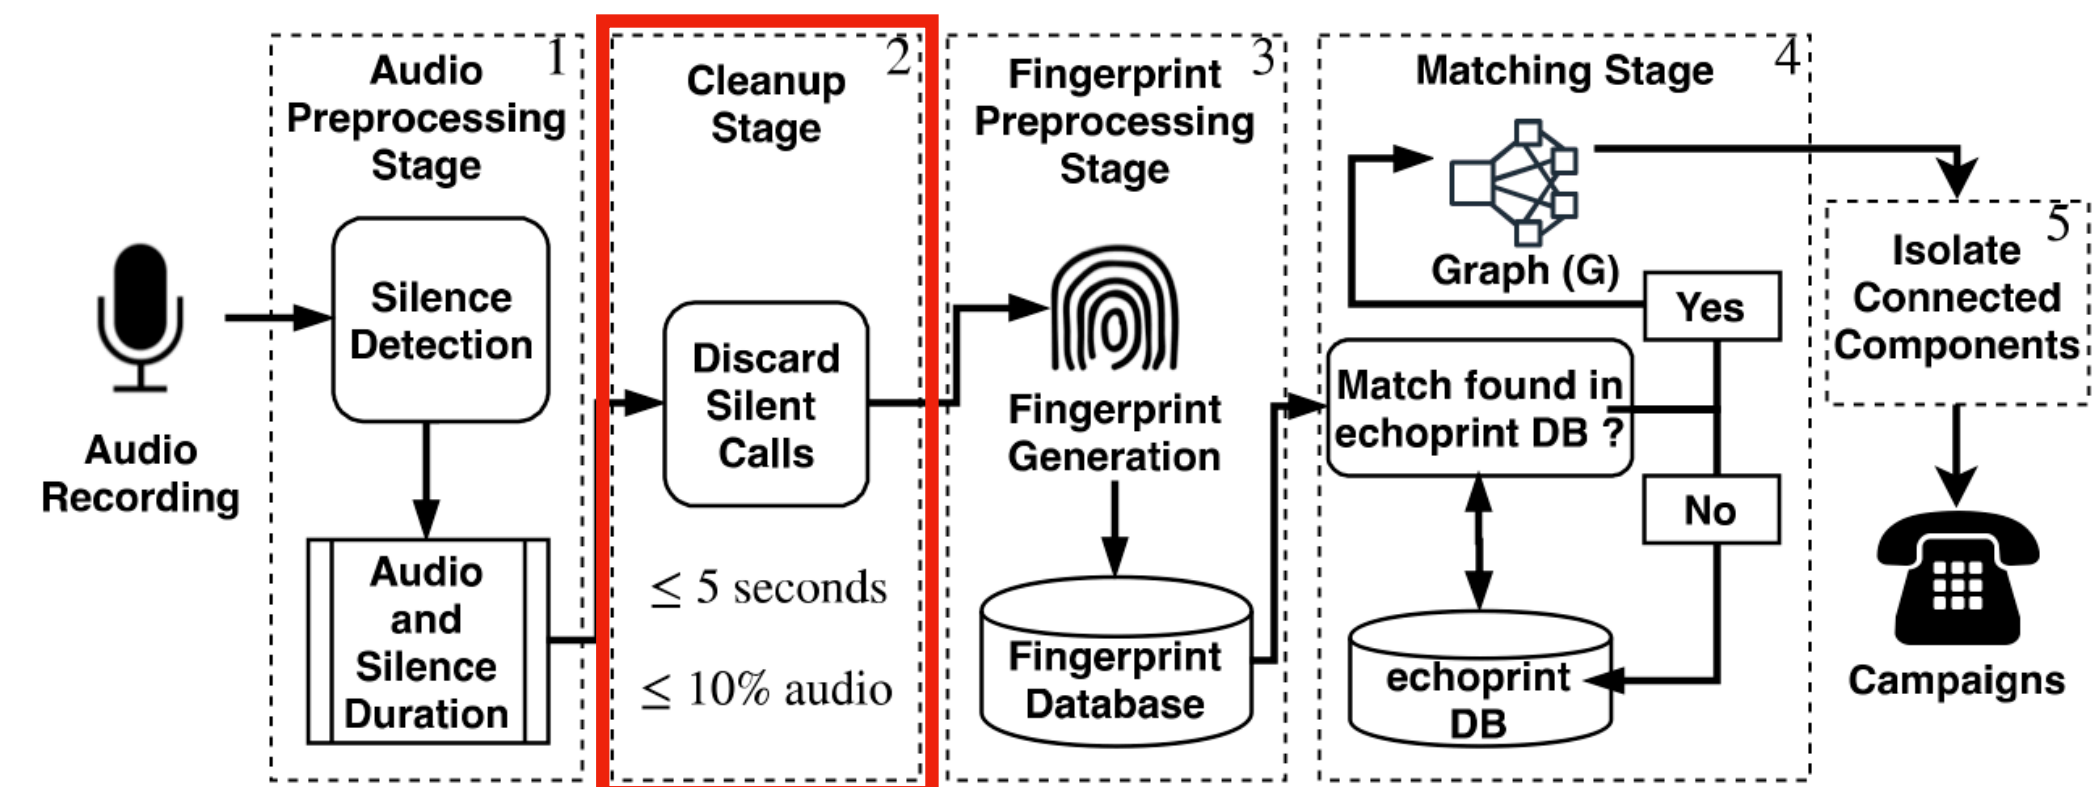 Audio
Recording
1
Audio
Preprocessing
Stage
Silence
Detection
Audio
and
Silence
Duration
2
Cleanup
Stage
Discard
Silent
Calls
≤ 5 seconds
≤ 10% audio
3
Fingerprint
Preprocessing
Stage
Fingerprint
Generation
Fingerprint
Database
4
Matching Stage
Graph (G)
Yes
Match found in
echoprint DB ?
No
echoprint
DB
5
Isolate
Connected
Components
Campaigns